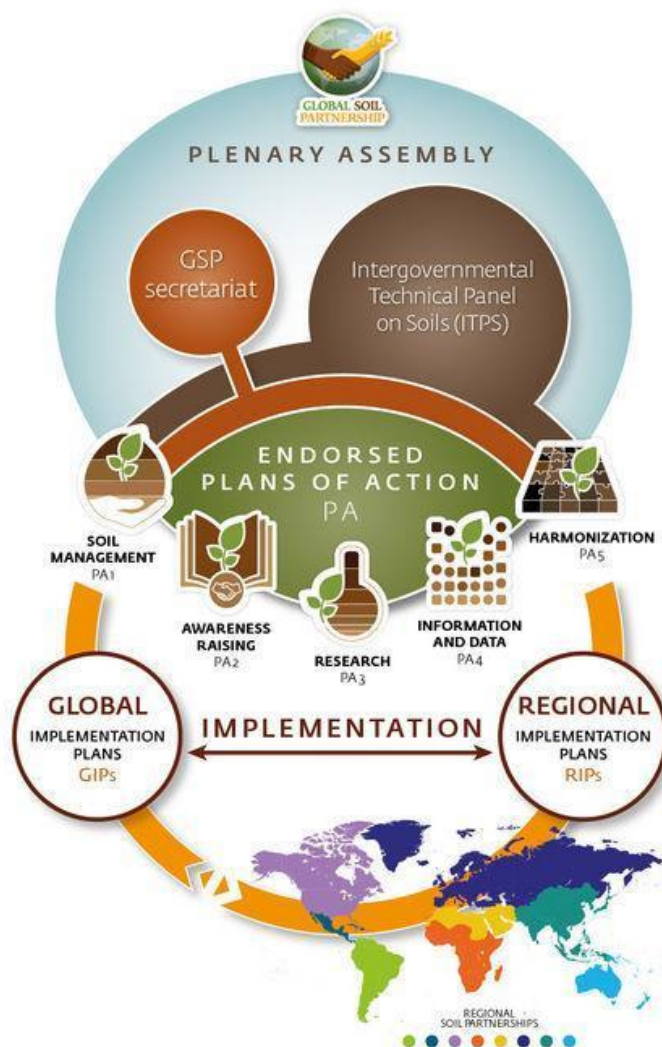 GLOBAL SOIL
PARTNERSHIP
PLENARY ASSEMBLY
GSP
secretariat
Intergovernmental
Technical Panel
on Soils (ITPS)
ENDORSED
PLANS OF ACTION
PA
SOIL
MANAGEMENT
PA1
AWARENESS
RAISING
PA2
RESEARCH
PA3
INFORMATION
AND DATA
PA4
HARMONIZATION
PA5
GLOBAL
IMPLEMENTATION
PLANS
GIPs
IMPLEMENTATION
REGIONAL
IMPLEMENTATION
PLANS
RIPs
REGIONAL
SOIL PARTNERSHIPS